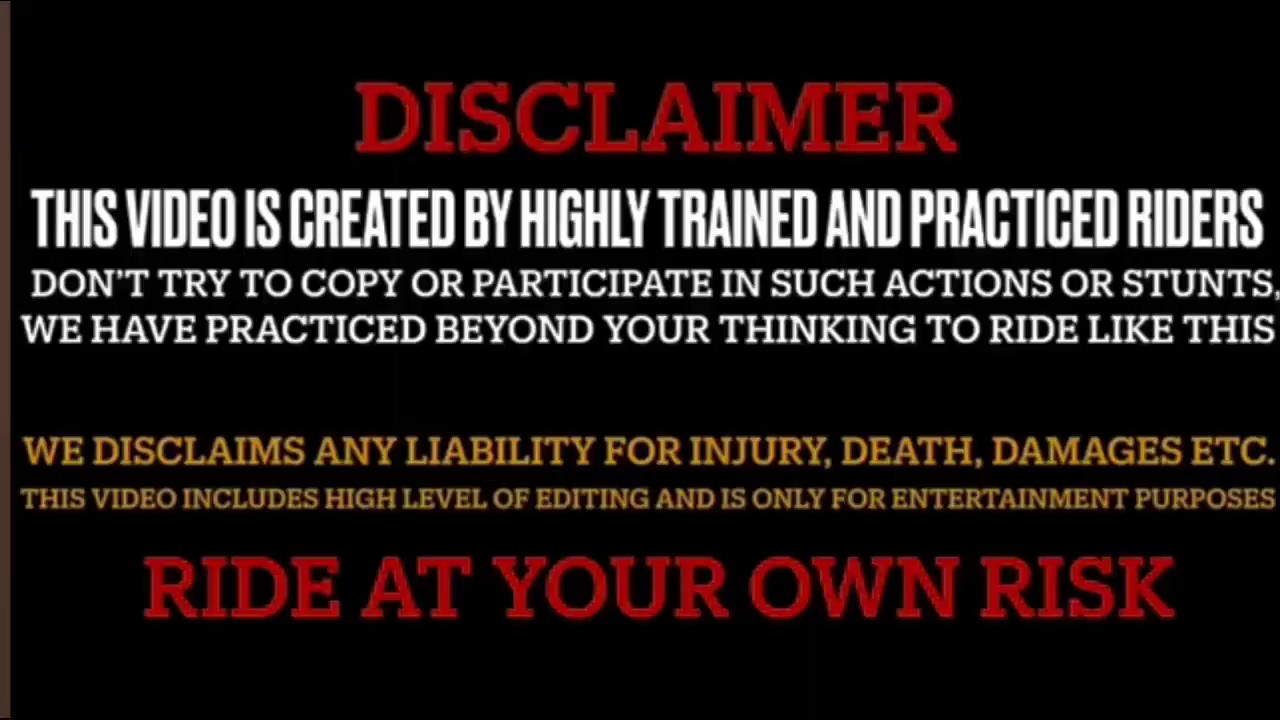 DISCLAIMER
THIS VIDEO IS CREATED BY HIGHLY TRAINED AND PRACTICED RIDERS
DON'T TRY TO COPY OR PARTICIPATE IN SUCH ACTIONS OR STUNTS,
WE HAVE PRACTICED BEYOND YOUR THINKING TO RIDE LIKE THIS
WE DISCLAIMS ANY LIABILITY FOR INJURY, DEATH, DAMAGES ETC.
THIS VIDEO INCLUDES HIGH LEVEL OF EDITING AND IS ONLY FOR ENTERTAINMENT PURPOSES
RIDE AT YOUR OWN RISK